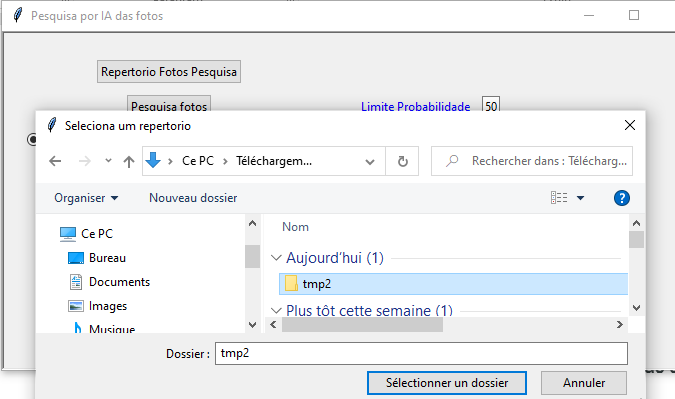 Pesquisa por IA das fotos
Repertorio Fotos Pesquisa
Pesquisa fotos
Limite Probabilidade 50
Seleciona um repertorio
Ce PC > Téléchargem...
Rechercher dans : Télécharg...
Organiser
Nouveau dossier
?
Ce PC
Bureau
Documents
Images
Musique
Nom
Aujourd'hui (1)
tmp2
Plus tôt cette semaine (1)
Dossier : tmp2
Sélectionner un dossier
Annuler